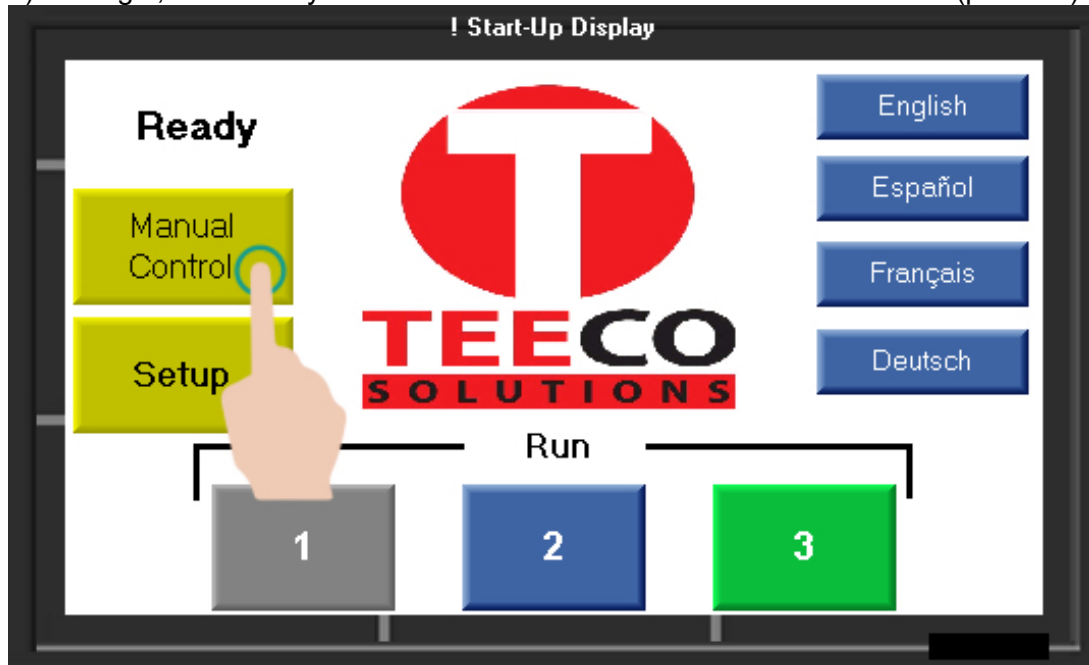 ! Start-Up Display
Ready
English
Español
Manual
Control
Français
Setup
Deutsch
TEECO
SOLUTIONS
Run
1
2
3